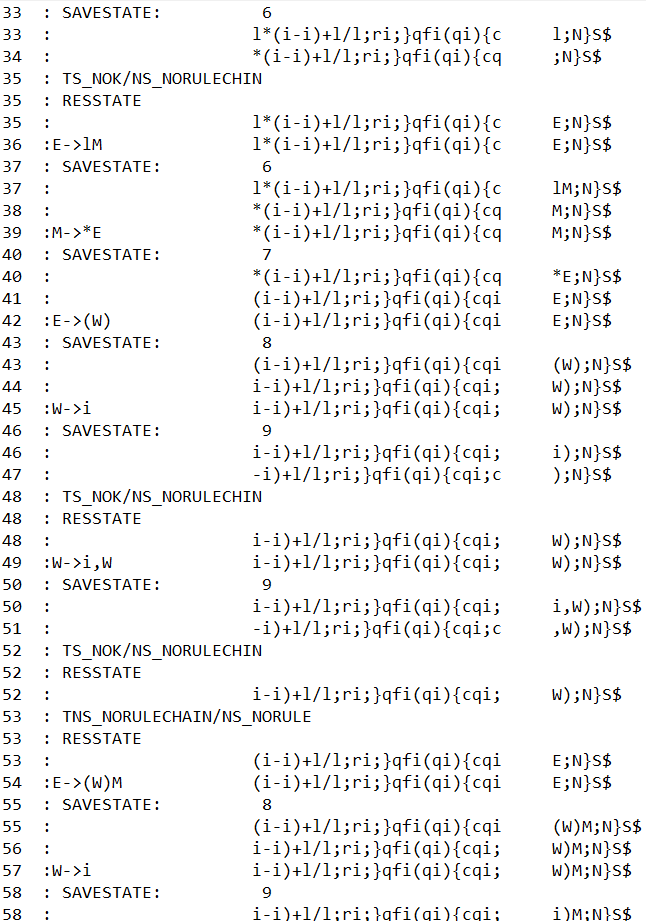 33  : SAVESTATE:          6
33  :                    l*(i-i)+l/l;ri;}qfi(qi){c     l;N}S$
34  :                    *(i-i)+l/l;ri;}qfi(qi){cq     ;N}S$
35  : TS_NOK/NS_NORULECHIN
35  : RESSTATE
35  :                    l*(i-i)+l/l;ri;}qfi(qi){c     E;N}S$
36  :E->lM               l*(i-i)+l/l;ri;}qfi(qi){c     E;N}S$
37  : SAVESTATE:          6
37  :                    l*(i-i)+l/l;ri;}qfi(qi){c     lM;N}S$
38  :                    *(i-i)+l/l;ri;}qfi(qi){cq     M;N}S$
39  :M->*E               *(i-i)+l/l;ri;}qfi(qi){cq     M;N}S$
40  : SAVESTATE:          7
40  :                    *(i-i)+l/l;ri;}qfi(qi){cq     *E;N}S$
41  :                    (i-i)+l/l;ri;}qfi(qi){cqi     E;N}S$
42  :E->(W)              (i-i)+l/l;ri;}qfi(qi){cqi     E;N}S$
43  : SAVESTATE:          8
43  :                    (i-i)+l/l;ri;}qfi(qi){cqi     (W);N}S$
44  :                    i-i)+l/l;ri;}qfi(qi){cqi;     W);N}S$
45  :W->i                i-i)+l/l;ri;}qfi(qi){cqi;     W);N}S$
46  : SAVESTATE:          9
46  :                    i-i)+l/l;ri;}qfi(qi){cqi;     i);N}S$
47  :                    -i)+l/l;ri;}qfi(qi){cqi;c     );N}S$
48  : TS_NOK/NS_NORULECHIN
48  : RESSTATE
48  :                    i-i)+l/l;ri;}qfi(qi){cqi;     W);N}S$
49  :W->i,W              i-i)+l/l;ri;}qfi(qi){cqi;     W);N}S$
50  : SAVESTATE:          9
50  :                    i-i)+l/l;ri;}qfi(qi){cqi;     i,W);N}S$
51  :                    -i)+l/l;ri;}qfi(qi){cqi;c     ,W);N}S$
52  : TS_NOK/NS_NORULECHIN
52  : RESSTATE
52  :                    i-i)+l/l;ri;}qfi(qi){cqi;     W);N}S$
53  : TNS_NORULECHAIN/NS_NORULE
53  : RESSTATE
53  :                    (i-i)+l/l;ri;}qfi(qi){cqi     E;N}S$
54  :E->(W)M             (i-i)+l/l;ri;}qfi(qi){cqi     E;N}S$
55  : SAVESTATE:          8
55  :                    (i-i)+l/l;ri;}qfi(qi){cqi     (W)M;N}S$
56  :                    i-i)+l/l;ri;}qfi(qi){cqi;     W)M;N}S$
57  :W->i                i-i)+l/l;ri;}qfi(qi){cqi;     W)M;N}S$
58  : SAVESTATE:          9
58  :                    i-i)+l/l;ri;}qfi(qi){cqi;     i)M;N}S$